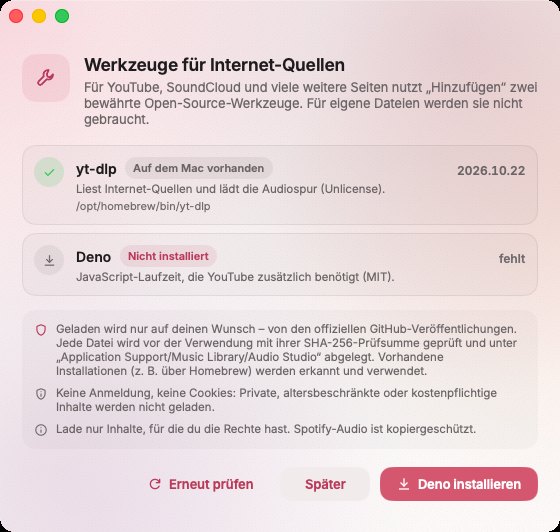 Werkzeuge für Internet-Quellen
Für YouTube, SoundCloud und viele weitere Seiten nutzt „Hinzufügen“ zwei
bewährte Open-Source-Werkzeuge. Für eigene Dateien werden sie nicht
gebraucht.
yt-dlp Auf dem Mac vorhanden 2026.10.22
Liest Internet-Quellen und lädt die Audiospur (Unlicense).
/opt/homebrew/bin/yt-dlp
Deno Nicht installiert fehlt
JavaScript-Laufzeit, die YouTube zusätzlich benötigt (MIT).
Geladen wird nur auf deinen Wunsch – von den offiziellen GitHub-Veröffentlichungen.
Jede Datei wird vor der Verwendung mit ihrer SHA-256-Prüfsumme geprüft und unter
„Application Support/Music Library/Audio Studio“ abgelegt. Vorhandene
Installationen (z. B. über Homebrew) werden erkannt und verwendet.
Keine Anmeldung, keine Cookies: Private, altersbeschränkte oder kostenpflichtige
Inhalte werden nicht geladen.
Lade nur Inhalte, für die du die Rechte hast. Spotify-Audio ist kopiergeschützt.
Erneut prüfen Später Deno installieren